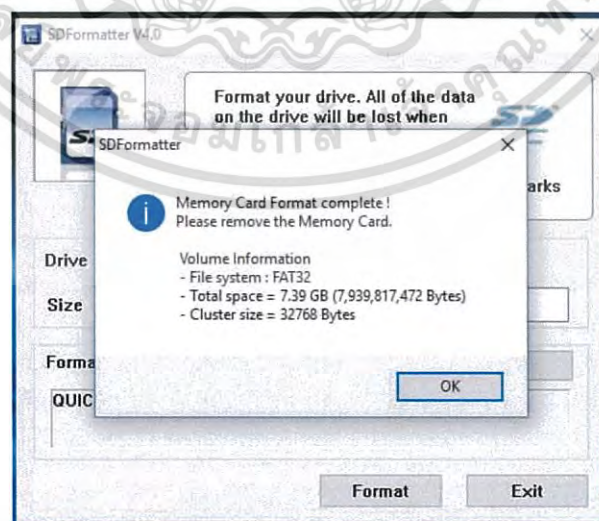 SDFormatter V4.0
Format your drive. All of the data
on the drive will be lost when
SDFormatter
arks
Memory Card Format complete !
Please remove the Memory Card.
Volume Information
- File system : FAT32
- Total space = 7.39 GB (7,939,817,472 Bytes)
- Cluster size = 32768 Bytes
Drive
Size
Forma
QUIC
OK
Format
Exit